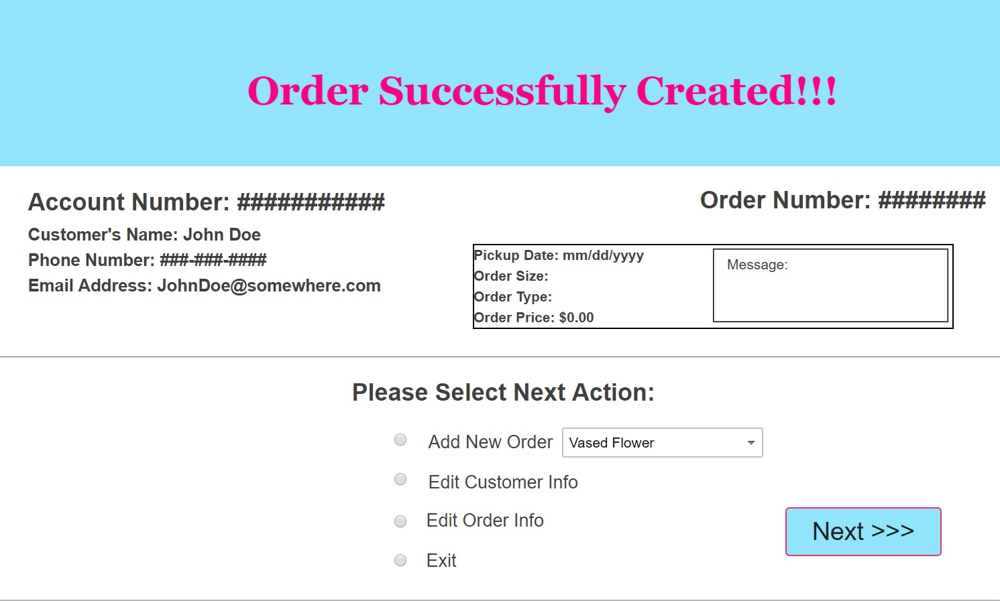 Order Successfully Created!!!
Account Number: ###########
Order Number: ########
Customer's Name: John Doe
Phone Number: ###-###-####
Email Address: JohnDoe@somewhere.com
Pickup Date: mm/dd/yyyy
Order Size:
Order Type:
Order Price: $0.00
Message:
Please Select Next Action:
Add New Order Vased Flower
Edit Customer Info
Edit Order Info
Next >>>
Exit